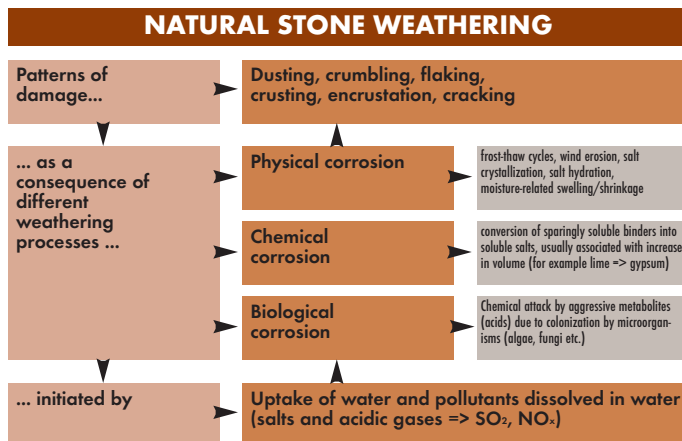 NATURAL STONE WEATHERING
Patterns of
damage...
Dusting, crumbling, flaking,
crusting, encrustation, cracking
... as a
consequence of
different
weathering
processes ...
Physical corrosion
frost-thaw cycles, wind erosion, salt
crystallization, salt hydration,
moisture-related swelling/shrinkage
Chemical
corrosion
conversion of sparingly soluble binders into
soluble salts, usually associated with increase
in volume (for example lime => gypsum)
Biological
corrosion
Chemical attack by aggressive metabolites
(acids) due to colonization by microorgan-
isms (algae, fungi etc.)
... initiated by
Uptake of water and pollutants dissolved in water
(salts and acidic gases => SO₂, NOₓ)